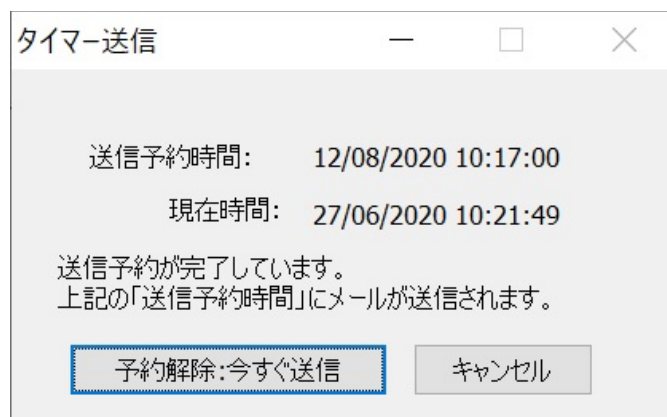 タイマー送信
送信予約時間: 12/08/2020 10:17:00
現在時間: 27/06/2020 10:21:49
送信予約が完了しています。
上記の「送信予約時間」にメールが送信されます。
予約解除:今すぐ送信 キャンセル